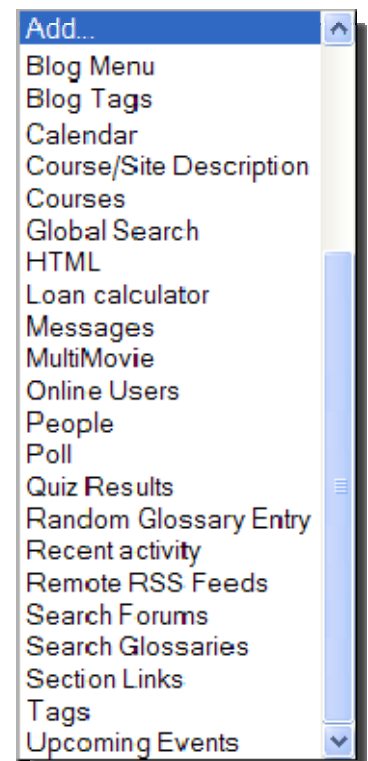 Add...
Blog Menu
Blog Tags
Calendar
Course/Site Description
Courses
Global Search
HTML
Loan calculator
Messages
MultiMovie
Online Users
People
Poll
Quiz Results
Random Glossary Entry
Recent activity
Remote RSS Feeds
Search Forums
Search Glossaries
Section Links
Tags
Upcoming Events